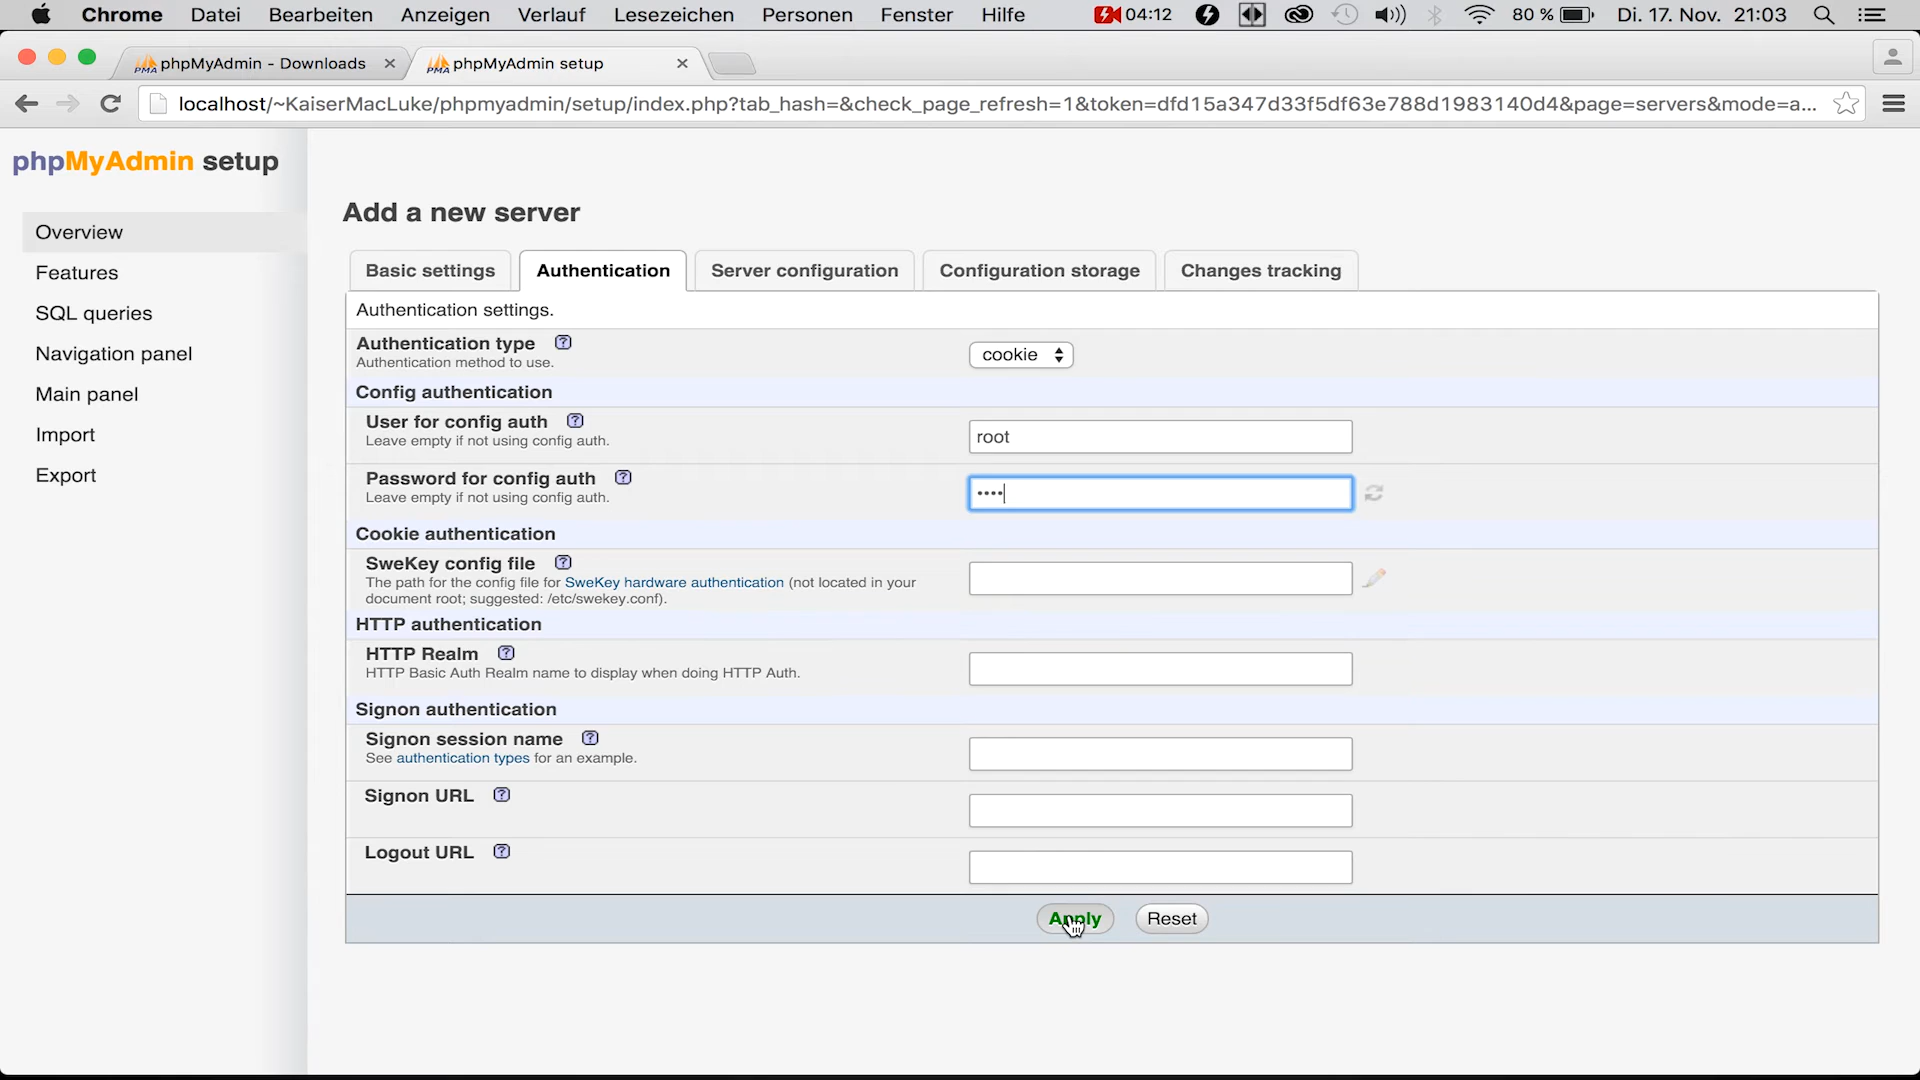 Chrome Datei Bearbeiten Anzeigen Verlauf Lesezeichen Personen Fenster Hilfe 04:12 80 % Di. 17. Nov. 21:03
PMA phpMyAdmin - Downloads PMA phpMyAdmin setup
localhost/~KaiserMacLuke/phpmyadmin/setup/index.php?tab_hash=&check_page_refresh=1&token=dfd15a347d33f5df63e788d1983140d4&page=servers&mode=a...
phpMyAdmin setup
Overview
Features
SQL queries
Navigation panel
Main panel
Import
Export
Add a new server
Basic settings Authentication Server configuration Configuration storage Changes tracking
Authentication settings.
Authentication type ?
Authentication method to use.
cookie
Config authentication
User for config auth ?
Leave empty if not using config auth.
root
Password for config auth ?
Leave empty if not using config auth.
••••
Cookie authentication
SweKey config file ?
The path for the config file for SweKey hardware authentication (not located in your
document root; suggested: /etc/swekey.conf).
HTTP authentication
HTTP Realm ?
HTTP Basic Auth Realm name to display when doing HTTP Auth.
Signon authentication
Signon session name ?
See authentication types for an example.
Signon URL ?
Logout URL ?
Apply Reset